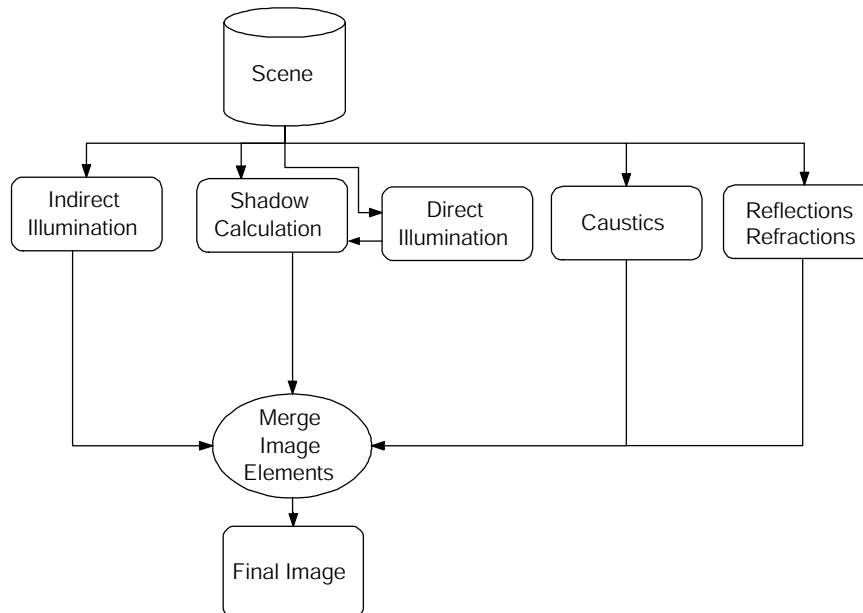 Scene
Indirect
Illumination
Shadow
Calculation
Direct
Illumination
Caustics
Reflections
Refractions
Merge
Image
Elements
Final Image